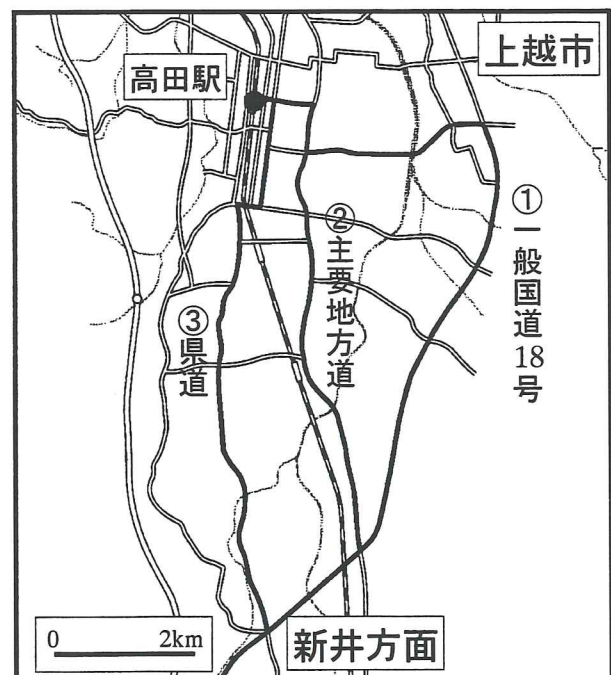 上越市
高田駅
①一般国道18号
②主要地方道
③県道
0 2km
新井方面